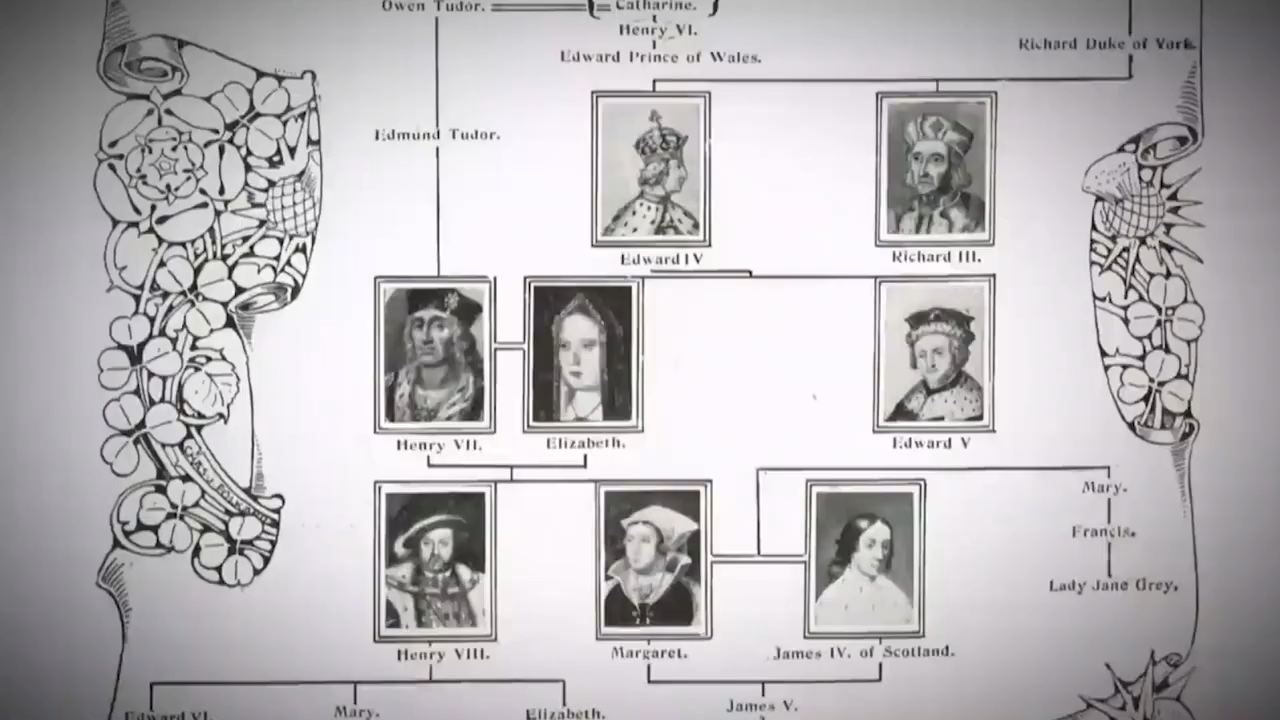 Owen Tudor.
Catharine.
Henry VI.
Edward Prince of Wales.
Richard Duke of York.
Edmund Tudor.
Edward IV
Richard III.
Henry VII.
Elizabeth.
Edward V
Mary.
Francis.
Lady Jane Grey.
Henry VIII.
Margaret.
James IV. of Scotland.
Edward VI.
Mary.
Elizabeth.
James V.